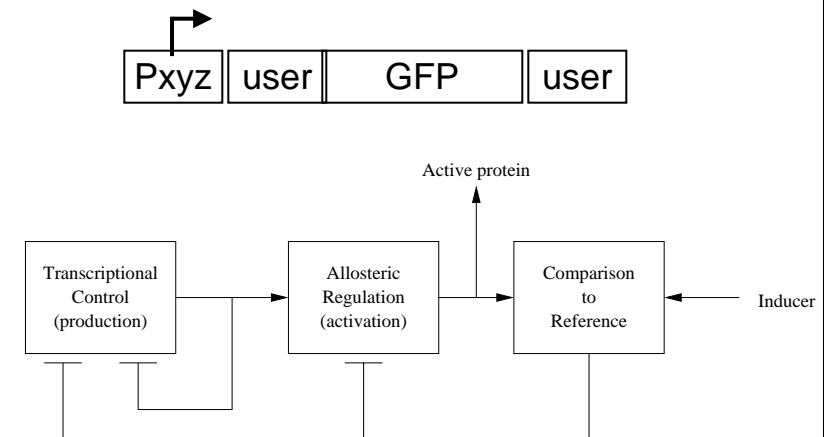 Pxyz user GFP user
Active protein
Transcriptional
Control
(production)
Allosteric
Regulation
(activation)
Comparison
to
Reference
Inducer